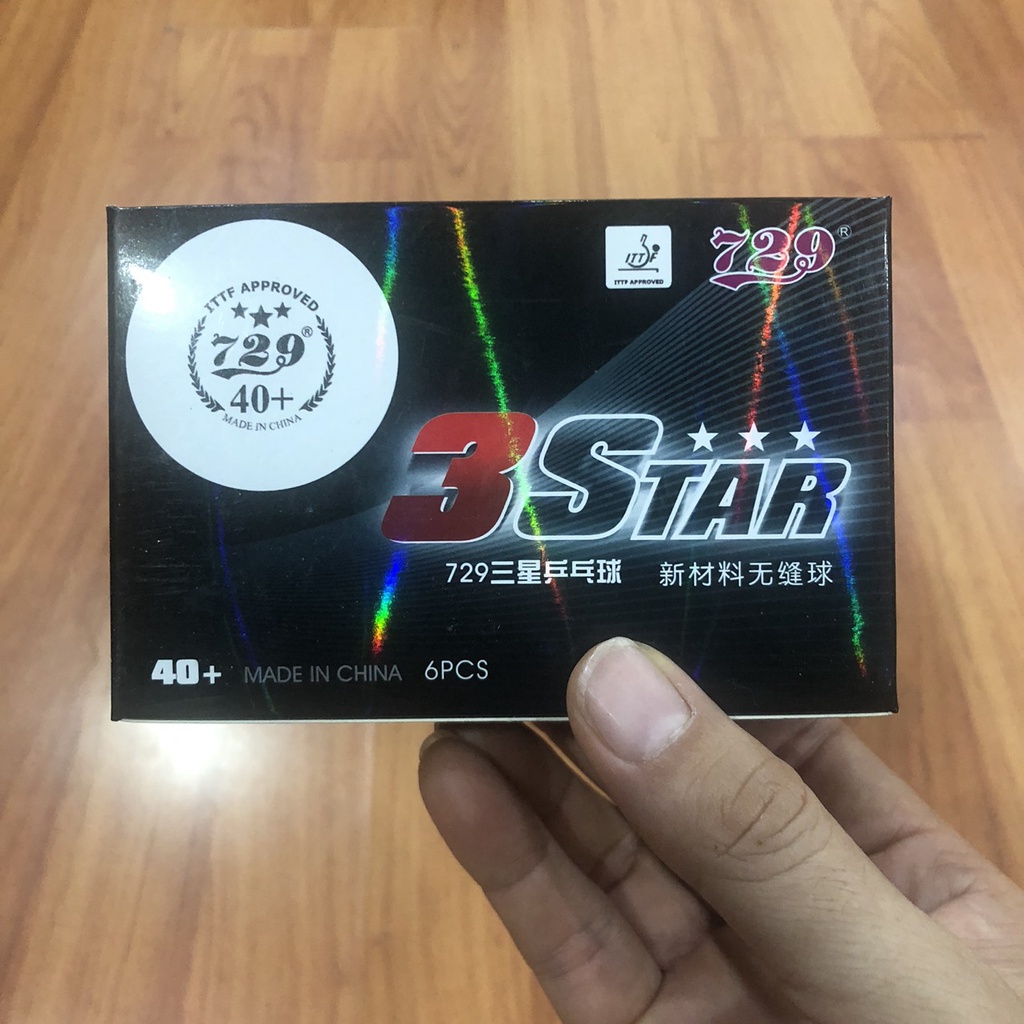 ITTF APPROVED
729®
40+
MADE IN CHINA
ITTF
ITTF APPROVED
729®
3STAR
729三星乒乓球 新材料无缝球
40+ MADE IN CHINA 6PCS